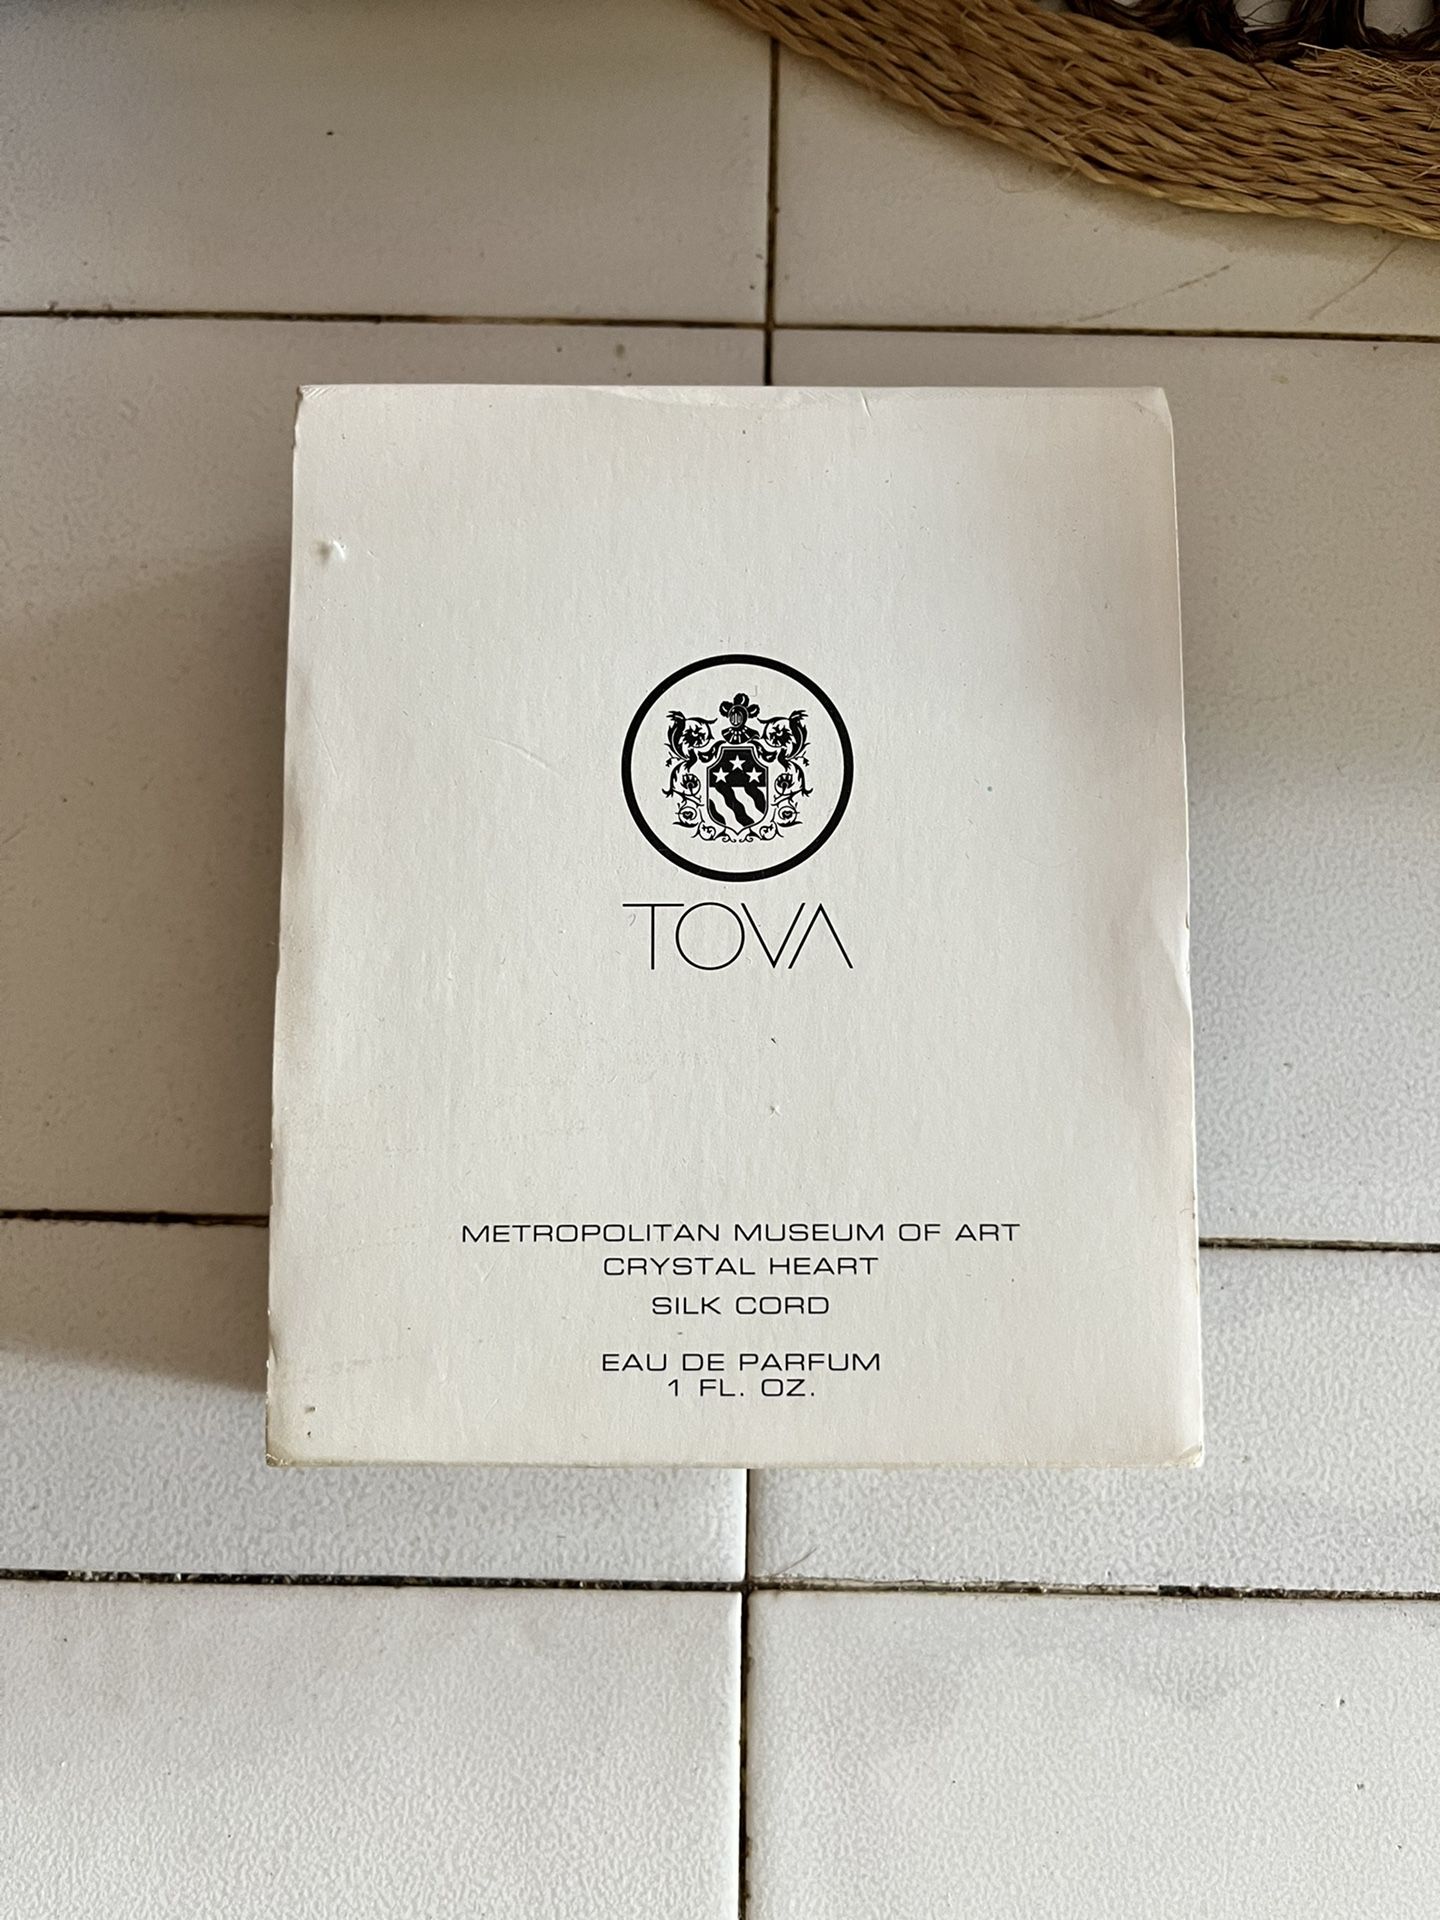 TOVA
METROPOLITAN MUSEUM OF ART
CRYSTAL HEART
SILK CORD
EAU DE PARFUM
1 FL. OZ.